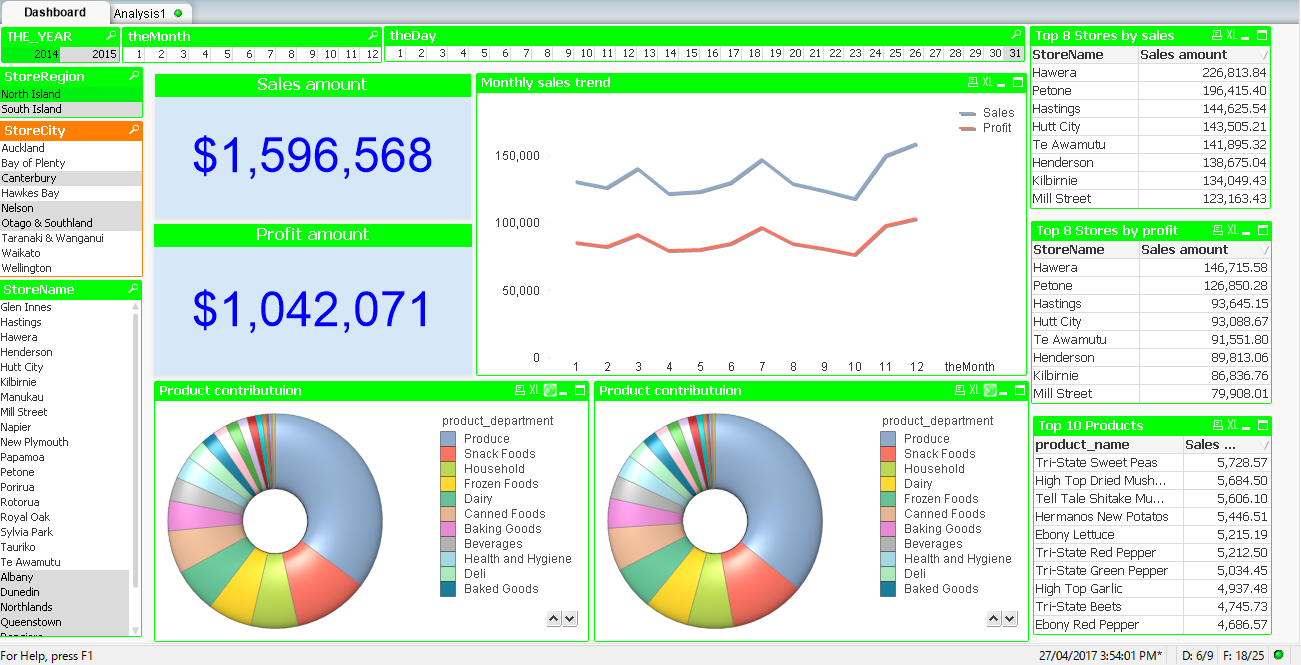 Dashboard
Analysis1
THE_YEAR
2014 2015
theMonth
1 2 3 4 5 6 7 8 9 10 11 12
theDay
1 2 3 4 5 6 7 8 9 10 11 12 13 14 15 16 17 18 19 20 21 22 23 24 25 26 27 28 29 30 31
StoreRegion
North Island
South Island
StoreCity
Auckland
Bay of Plenty
Canterbury
Hawkes Bay
Nelson
Otago & Southland
Taranaki & Wanganui
Waikato
Wellington
StoreName
Glen Innes
Hastings
Hawera
Henderson
Hutt City
Kilbirnie
Manukau
Mill Street
Napier
New Plymouth
Papamoa
Petone
Porirua
Rotorua
Royal Oak
Sylvia Park
Tauriko
Te Awamutu
Albany
Dunedin
Northlands
Queenstown
Sales amount
$1,596,568
Profit amount
$1,042,071
Monthly sales trend
XL
Sales
Profit
150,000
100,000
50,000
0
1 2 3 4 5 6 7 8 9 10 11 12 theMonth
Product contributuion
XL
product_department
Produce
Snack Foods
Household
Frozen Foods
Dairy
Canned Foods
Baking Goods
Beverages
Health and Hygiene
Deli
Baked Goods
Product contributuion
XL
product_department
Produce
Snack Foods
Household
Dairy
Frozen Foods
Canned Foods
Baking Goods
Beverages
Health and Hygiene
Deli
Baked Goods
Top 8 Stores by sales XL
StoreName Sales amount
Hawera 226,813.84
Petone 196,415.40
Hastings 144,625.54
Hutt City 143,505.21
Te Awamutu 141,895.32
Henderson 138,675.04
Kilbirnie 134,049.43
Mill Street 123,163.43
Top 8 Stores by profit XL
StoreName Sales amount
Hawera 146,715.58
Petone 126,850.28
Hastings 93,645.15
Hutt City 93,088.67
Te Awamutu 91,551.80
Henderson 89,813.06
Kilbirnie 86,836.76
Mill Street 79,908.01
Top 10 Products XL
product_name Sales ...
Tri-State Sweet Peas 5,728.57
High Top Dried Mush... 5,684.50
Tell Tale Shitake Mu... 5,606.10
Hermanos New Potatos 5,446.51
Ebony Lettuce 5,215.19
Tri-State Red Pepper 5,212.50
Tri-State Green Pepper 5,034.45
High Top Garlic 4,937.48
Tri-State Beets 4,745.73
Ebony Red Pepper 4,686.57
For Help, press F1
27/04/2017 3:54:01 PM*
D: 6/9
F: 18/25